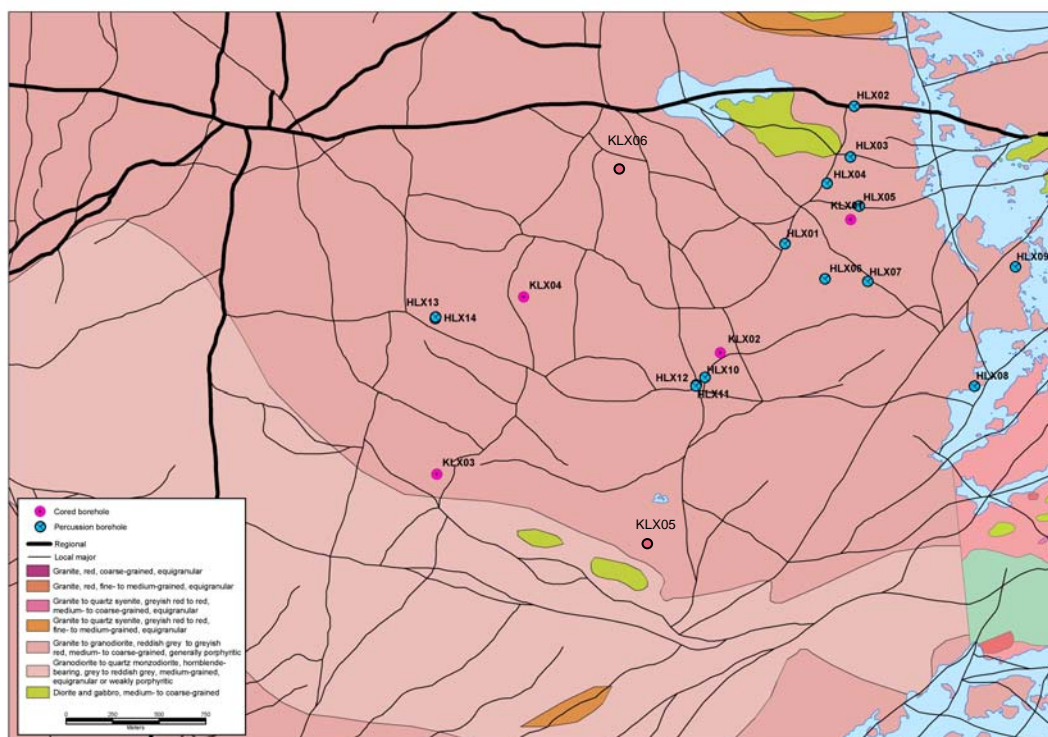 HLX02
KLX06
HLX03
HLX04
HLX05
HLX01
HLX09
HLX06
HLX07
KLX04
HLX13
HLX14
KLX02
HLX10
HLX12
HLX08
HLX11
KLX03
KLX05
Cored borehole
Percussion borehole
Regional
Local major
Granite, red, coarse-grained, equigranular
Granite, red, fine- to medium-grained, equigranular
Granite to quartz syenite, greyish red to red,
medium- to coarse-grained, equigranular
Granite to quartz syenite, greyish red to red,
fine- to medium-grained, equigranular
Granite to granodiorite, reddish grey to greyish
red, medium- to coarse-grained, generally porphyritic
Granodiorite to quartz monzodiorite, hornblende-
bearing, grey to reddish grey, medium-grained,
equigranular or weakly porphyritic
Diorite and gabbro, medium- to coarse-grained
0 250 500 750
Meters